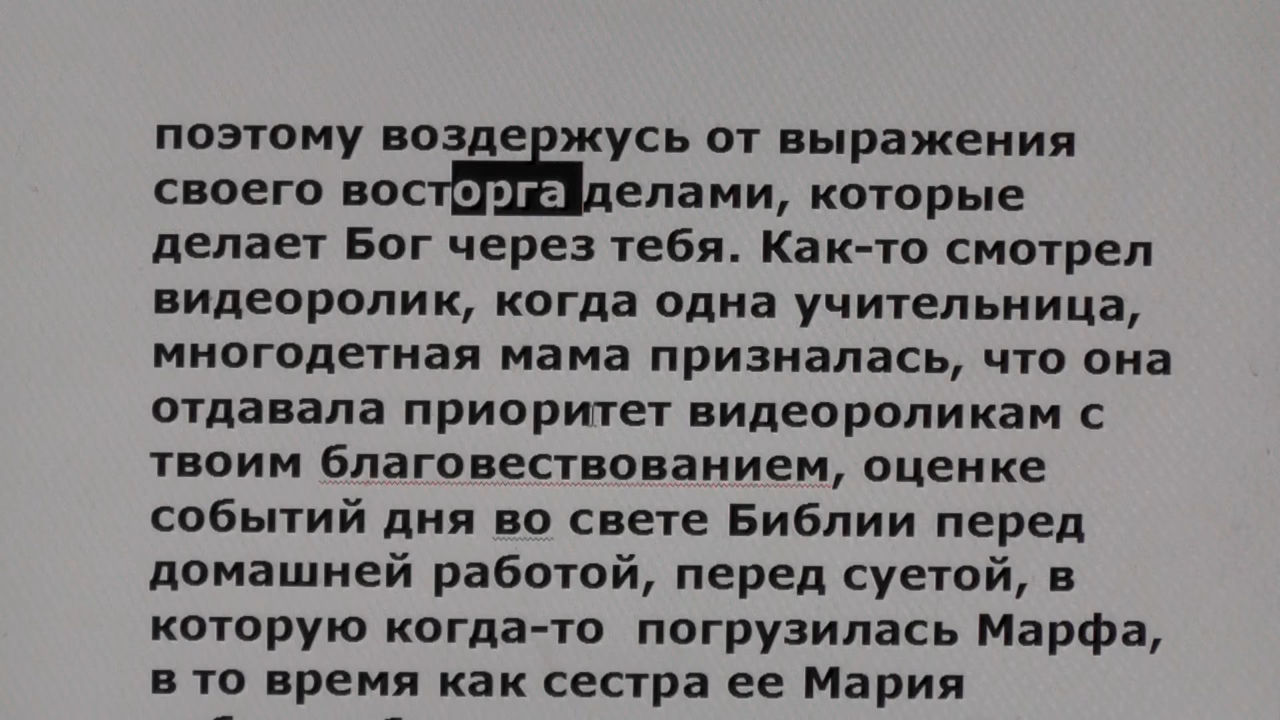 поэтому воздержусь от выражения
своего восторга делами, которые
делает Бог через тебя. Как-то смотрел
видеоролик, когда одна учительница,
многодетная мама призналась, что она
отдавала приоритет видеороликам с
твоим благовествованием, оценке
событий дня во свете Библии перед
домашней работой, перед суетой, в
которую когда-то  погрузилась Марфа,
в то время как сестра ее Мария